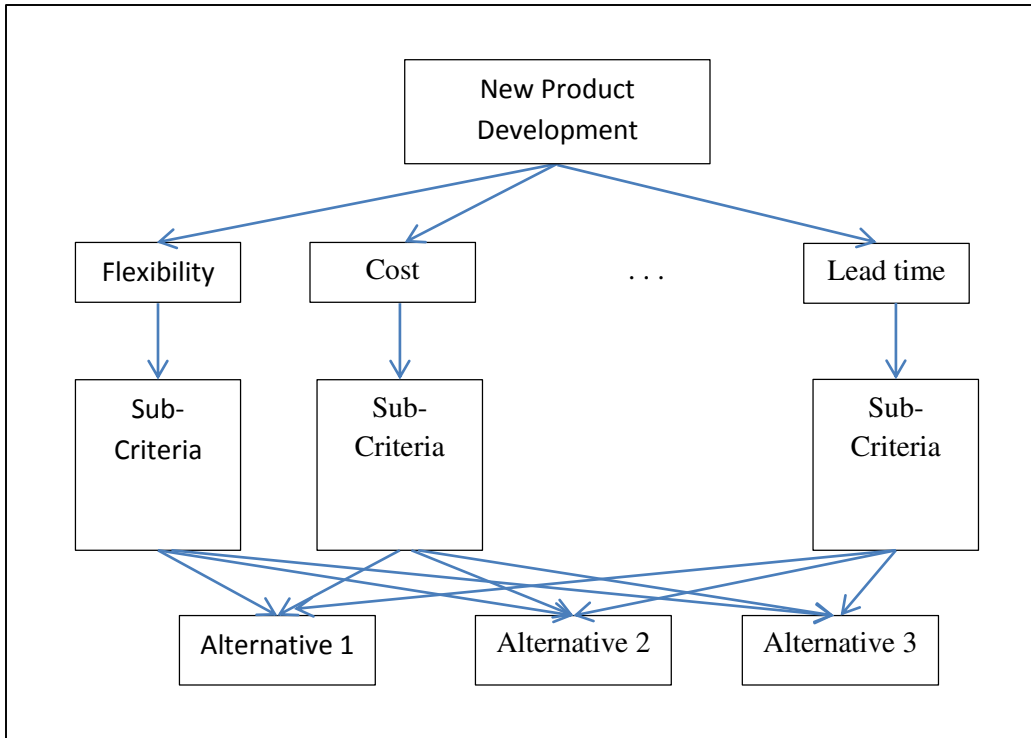 New Product
Development
Flexibility
Cost
. . .
Lead time
Sub-
Criteria
Sub-
Criteria
Sub-
Criteria
Alternative 1
Alternative 2
Alternative 3